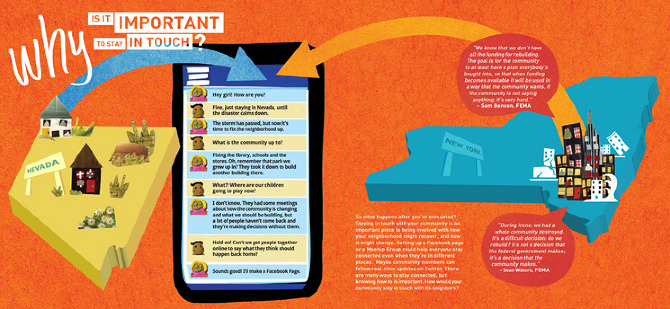 why
IS IT IMPORTANT
TO STAY IN TOUCH?
NEVADA
Hey girl! How are you?
Fine, just staying in Nevada, until
the disaster calms down.
The storm has passed, but now it's
time to fix the neighborhood up.
What is the community up to?
Fixing the library, schools and the
stores. Oh, remember that park we
grew up in? They took it down to build
another building there.
What?! Where are our children
going to play now?
I don't know. They had some meetings
about how the community is changing
and what we should be building, but
a lot of people haven't come back and
they're making decisions without them.
Hold on! Can't we get people together
online to say what they think should
happen back home?
Sounds good! I'll make a Facebook Page.
"We know that we don't have
all the funding for rebuilding.
The goal is for the community
to at least have a plan everybody's
bought into, so that when funding
becomes available it will be used in
a way that the community wants. If
the community is not saying
anything, it's very hard."
- Sam Benson, FEMA
NEW YORK
So what happens after you've evacuated?
Staying in touch with your community is an
important piece to being involved with how
your neighborhood might recover, and how
it might change. Setting up a Facebook page
or a Meetup Group could help everyone stay
connected even when they're in different
places. Maybe community members can
follow real-time updates on Twitter. There
are many ways to stay connected, but
knowing how to is important. How would your
community stay in touch with its neighbors?
"During Irene, we had a
whole community destroyed.
It's a difficult decision: do we
rebuild? It's not a decision that
the federal government makes;
it's a decision that the
community makes."
- Sean Waters, FEMA